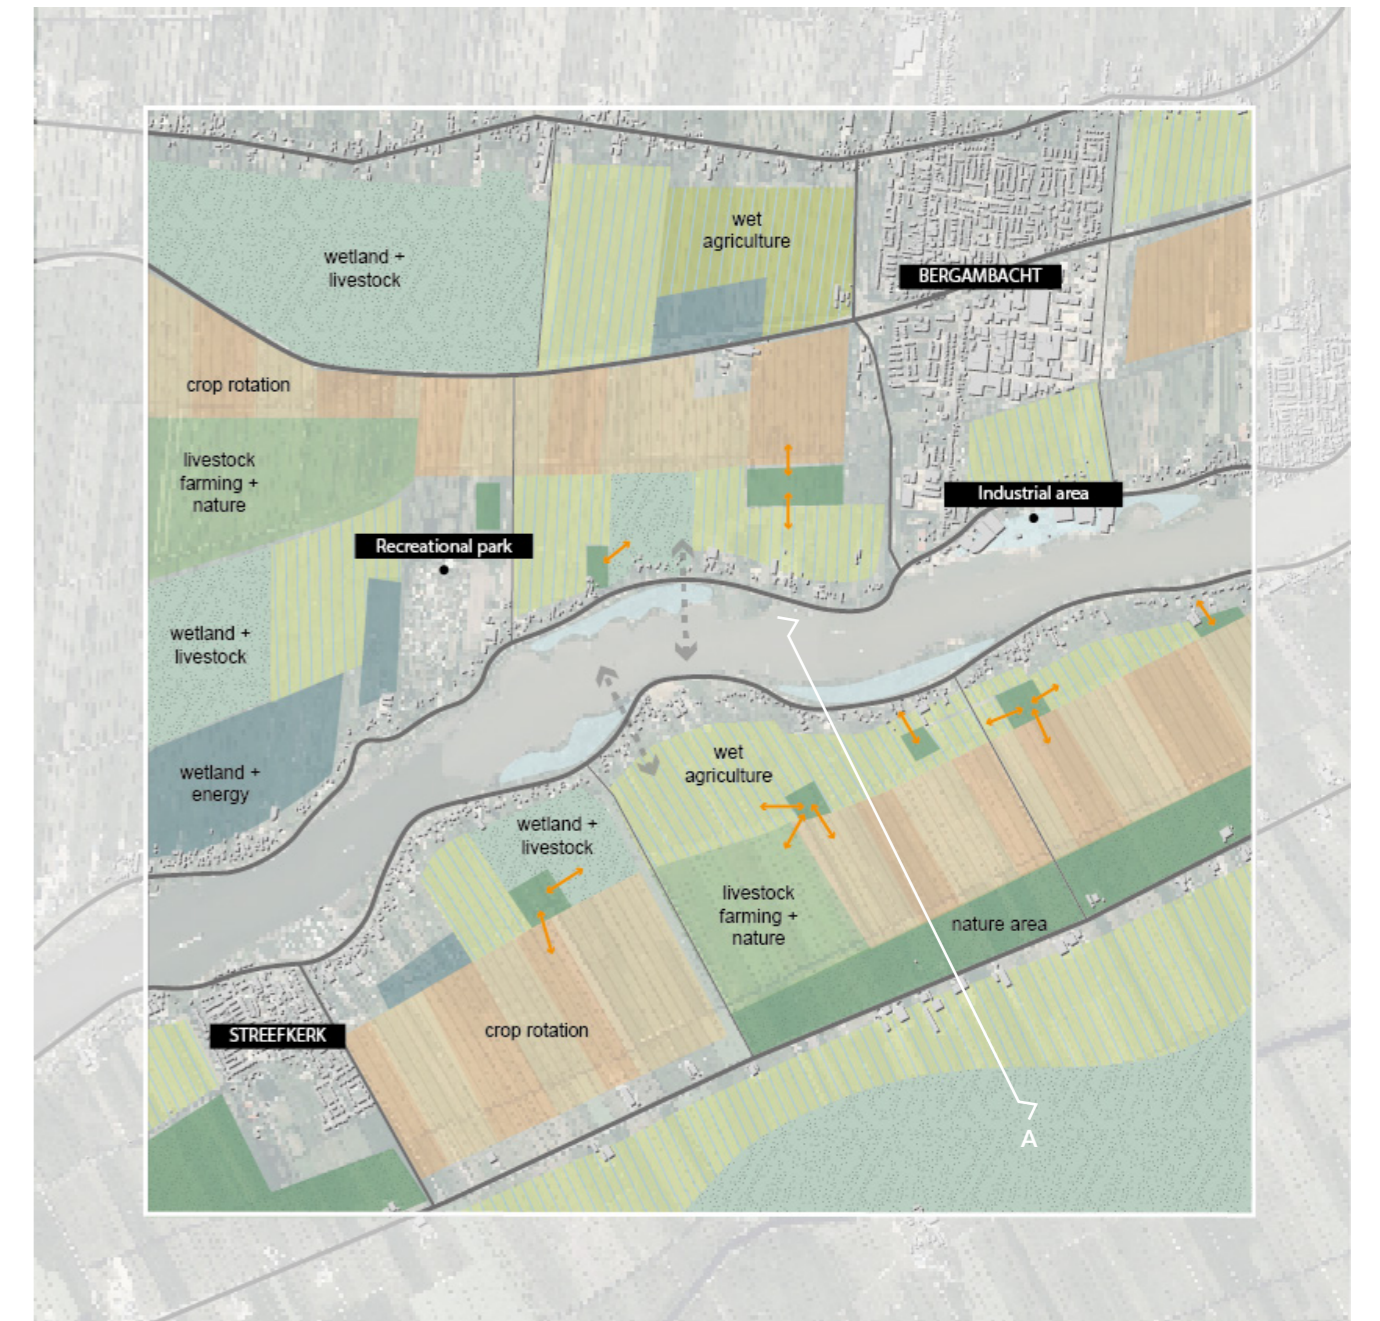 wet
agriculture
wetland +
livestock
BERGAMBACHT
crop rotation
livestock
farming +
nature
Industrial area
Recreational park
wetland +
livestock
wetland +
energy
wet
agriculture
wetland +
livestock
livestock
farming +
nature
nature area
STREEFKERK
crop rotation
A